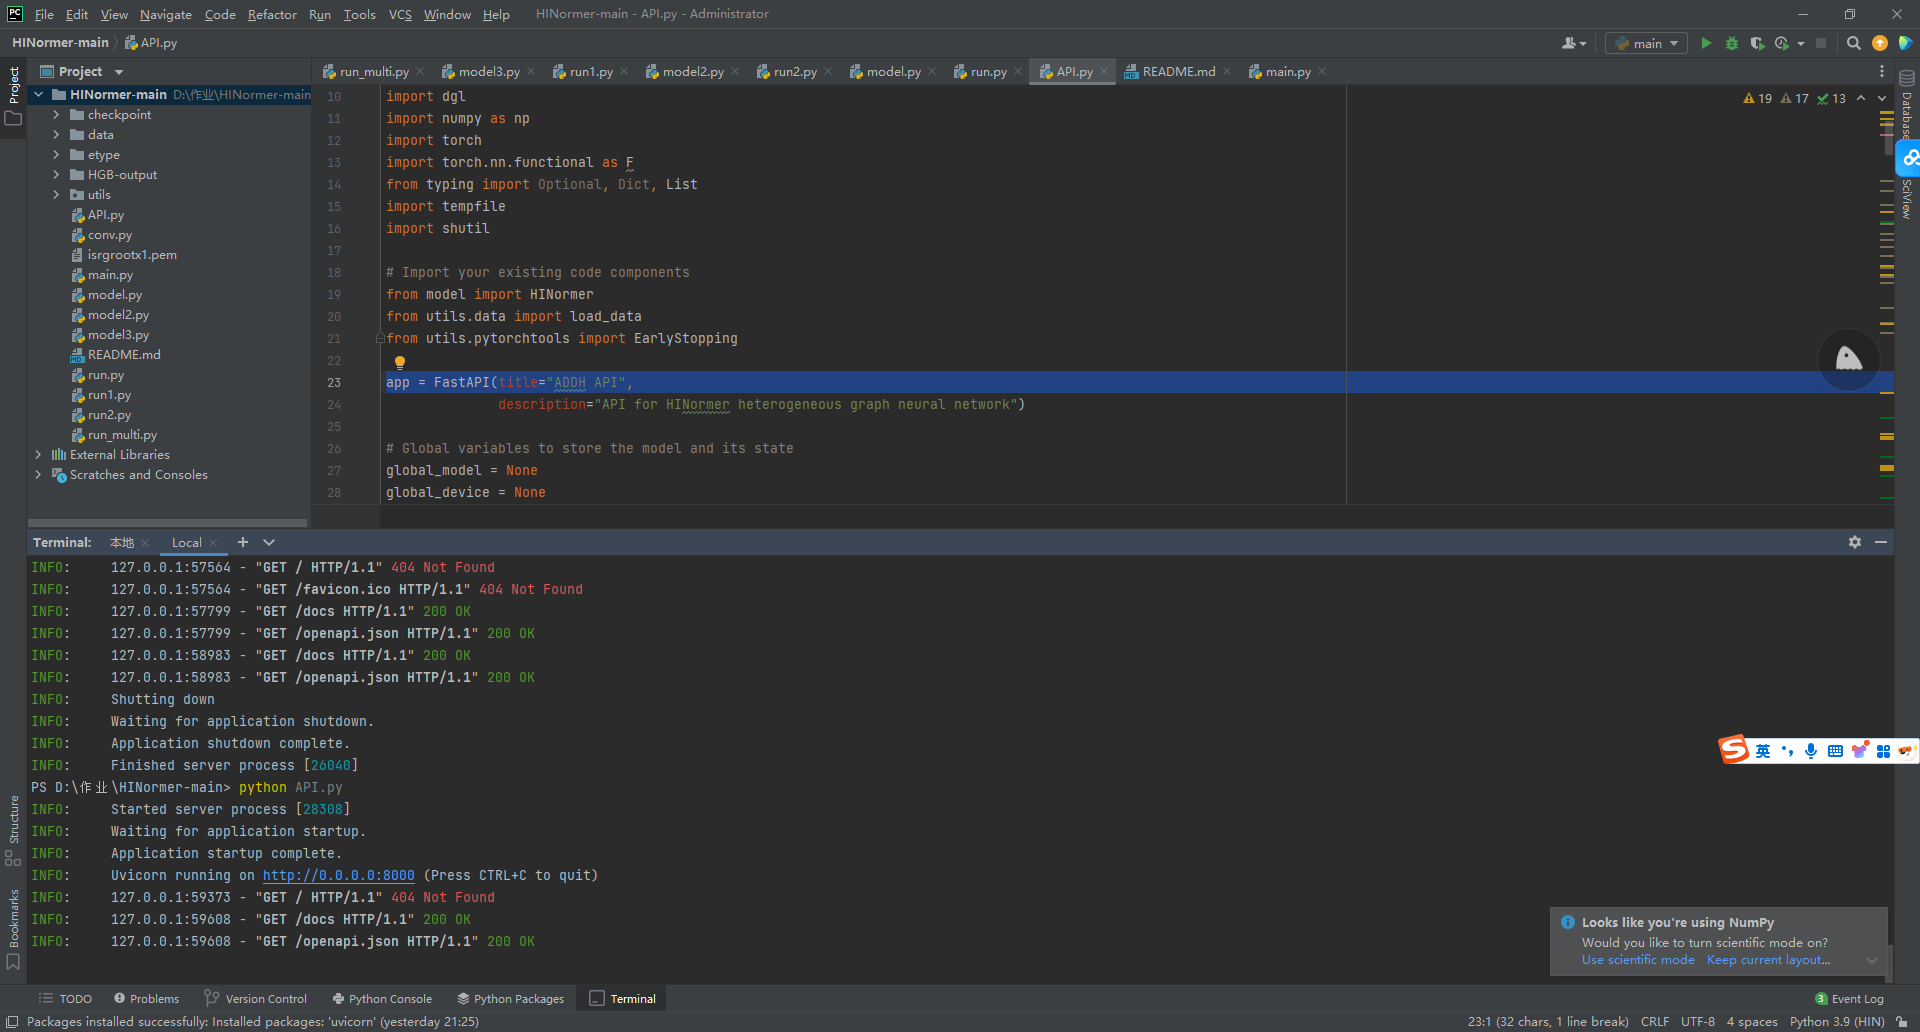 PC File Edit View Navigate Code Refactor Run Tools VCS Window Help HINormer-main - API.py - Administrator
HINormer-main API.py main
Project
run_multi.py model3.py run1.py model2.py run2.py model.py run.py API.py README.md main.py
HINormer-main D:\作业\HINormer-main
checkpoint
data
etype
HGB-output
utils
API.py
conv.py
isrgrootx1.pem
main.py
model.py
model2.py
model3.py
README.md
run.py
run1.py
run2.py
run_multi.py
External Libraries
Scratches and Consoles
19 17 13
10 import dgl
11 import numpy as np
12 import torch
13 import torch.nn.functional as F
14 from typing import Optional, Dict, List
15 import tempfile
16 import shutil
17
18 # Import your existing code components
19 from model import HINormer
20 from utils.data import load_data
21 from utils.pytorchtools import EarlyStopping
22
23 app = FastAPI(title="ADDH API",
24 description="API for HINormer heterogeneous graph neural network")
25
26 # Global variables to store the model and its state
27 global_model = None
28 global_device = None
Project
Structure
Bookmarks
Database
SciView
Terminal: 本地 Local
INFO: 127.0.0.1:57564 - "GET / HTTP/1.1" 404 Not Found
INFO: 127.0.0.1:57564 - "GET /favicon.ico HTTP/1.1" 404 Not Found
INFO: 127.0.0.1:57799 - "GET /docs HTTP/1.1" 200 OK
INFO: 127.0.0.1:57799 - "GET /openapi.json HTTP/1.1" 200 OK
INFO: 127.0.0.1:58983 - "GET /docs HTTP/1.1" 200 OK
INFO: 127.0.0.1:58983 - "GET /openapi.json HTTP/1.1" 200 OK
INFO: Shutting down
INFO: Waiting for application shutdown.
INFO: Application shutdown complete.
INFO: Finished server process [26040]
PS D:\作业\HINormer-main> python API.py
INFO: Started server process [28308]
INFO: Waiting for application startup.
INFO: Application startup complete.
INFO: Uvicorn running on http://0.0.0.0:8000 (Press CTRL+C to quit)
INFO: 127.0.0.1:59373 - "GET / HTTP/1.1" 404 Not Found
INFO: 127.0.0.1:59608 - "GET /docs HTTP/1.1" 200 OK
INFO: 127.0.0.1:59608 - "GET /openapi.json HTTP/1.1" 200 OK
S 英
Looks like you're using NumPy
Would you like to turn scientific mode on?
Use scientific mode Keep current layout...
TODO Problems Version Control Python Console Python Packages Terminal 3 Event Log
Packages installed successfully: Installed packages: 'uvicorn' (yesterday 21:25) 23:1 (32 chars, 1 line break) CRLF UTF-8 4 spaces Python 3.9 (HIN)